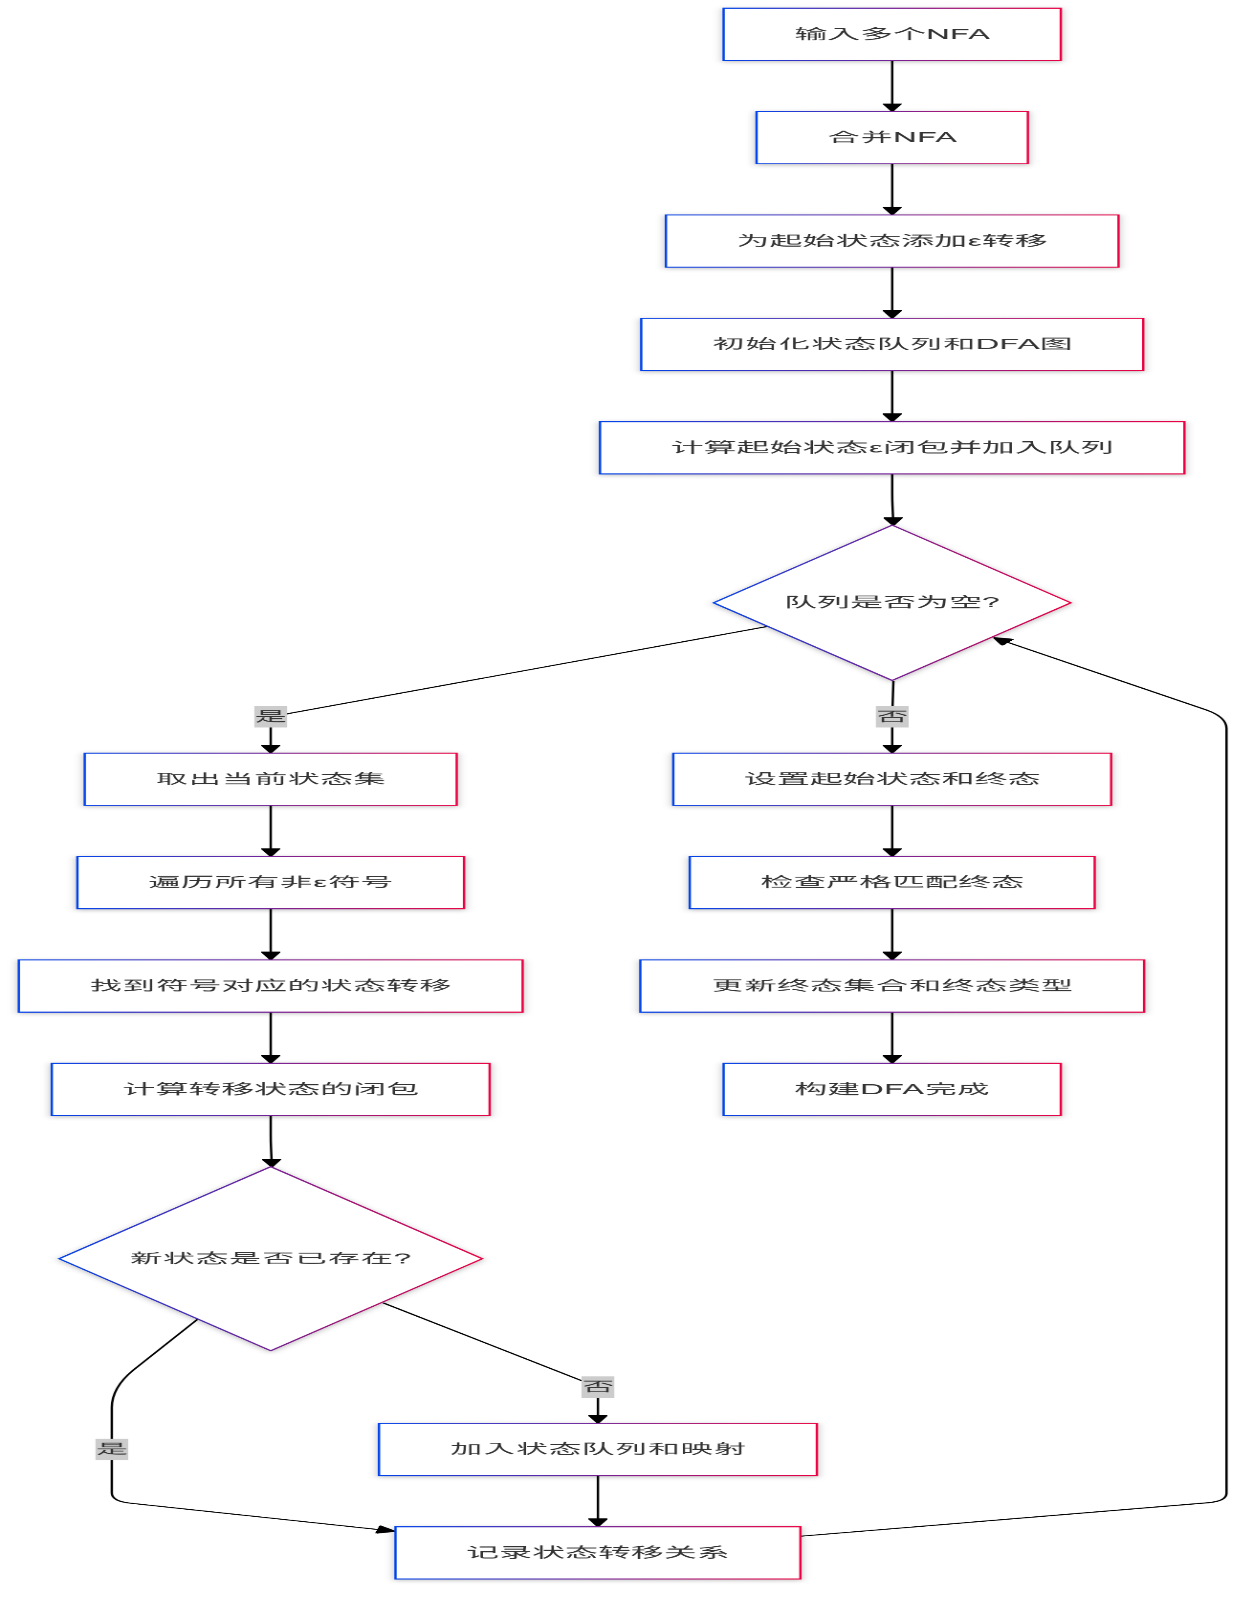 输入多个NFA
合并NFA
为起始状态添加ε转移
初始化状态队列和DFA图
计算起始状态ε闭包并加入队列
队列是否为空?
是
否
取出当前状态集
设置起始状态和终态
遍历所有非ε符号
检查严格匹配终态
找到符号对应的状态转移
更新终态集合和终态类型
计算转移状态的闭包
构建DFA完成
新状态是否已存在?
否
是
加入状态队列和映射
记录状态转移关系